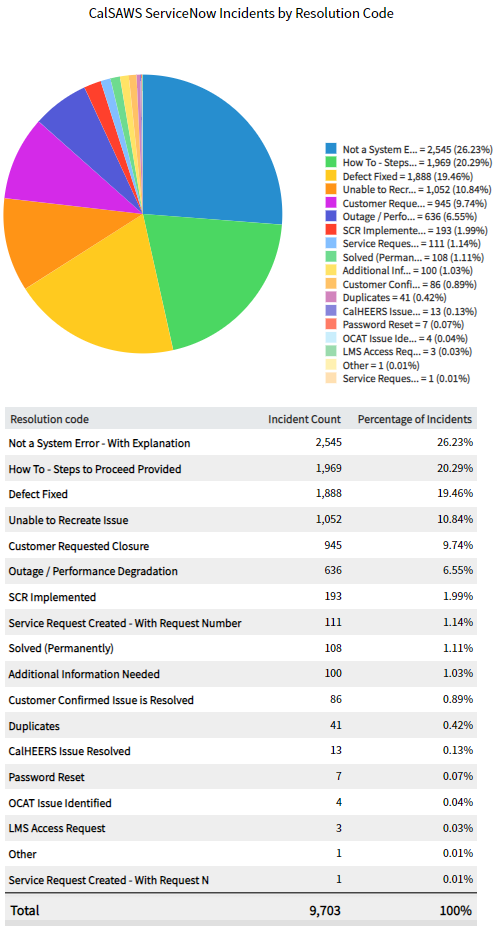 CalSAWS ServiceNow Incidents by Resolution Code
Not a System E... = 2,545 (26.23%)
How To - Steps... = 1,969 (20.29%)
Defect Fixed = 1,888 (19.46%)
Unable to Recr... = 1,052 (10.84%)
Customer Reque... = 945 (9.74%)
Outage / Perfo... = 636 (6.55%)
SCR Implemente... = 193 (1.99%)
Service Reques... = 111 (1.14%)
Solved (Perman... = 108 (1.11%)
Additional Inf... = 100 (1.03%)
Customer Confi... = 86 (0.89%)
Duplicates = 41 (0.42%)
CalHEERS Issue... = 13 (0.13%)
Password Reset = 7 (0.07%)
OCAT Issue Ide... = 4 (0.04%)
LMS Access Req... = 3 (0.03%)
Other = 1 (0.01%)
Service Reques... = 1 (0.01%)
Resolution code Incident Count Percentage of Incidents
Not a System Error - With Explanation 2,545 26.23%
How To - Steps to Proceed Provided 1,969 20.29%
Defect Fixed 1,888 19.46%
Unable to Recreate Issue 1,052 10.84%
Customer Requested Closure 945 9.74%
Outage / Performance Degradation 636 6.55%
SCR Implemented 193 1.99%
Service Request Created - With Request Number 111 1.14%
Solved (Permanently) 108 1.11%
Additional Information Needed 100 1.03%
Customer Confirmed Issue is Resolved 86 0.89%
Duplicates 41 0.42%
CalHEERS Issue Resolved 13 0.13%
Password Reset 7 0.07%
OCAT Issue Identified 4 0.04%
LMS Access Request 3 0.03%
Other 1 0.01%
Service Request Created - With Request N 1 0.01%
Total 9,703 100%